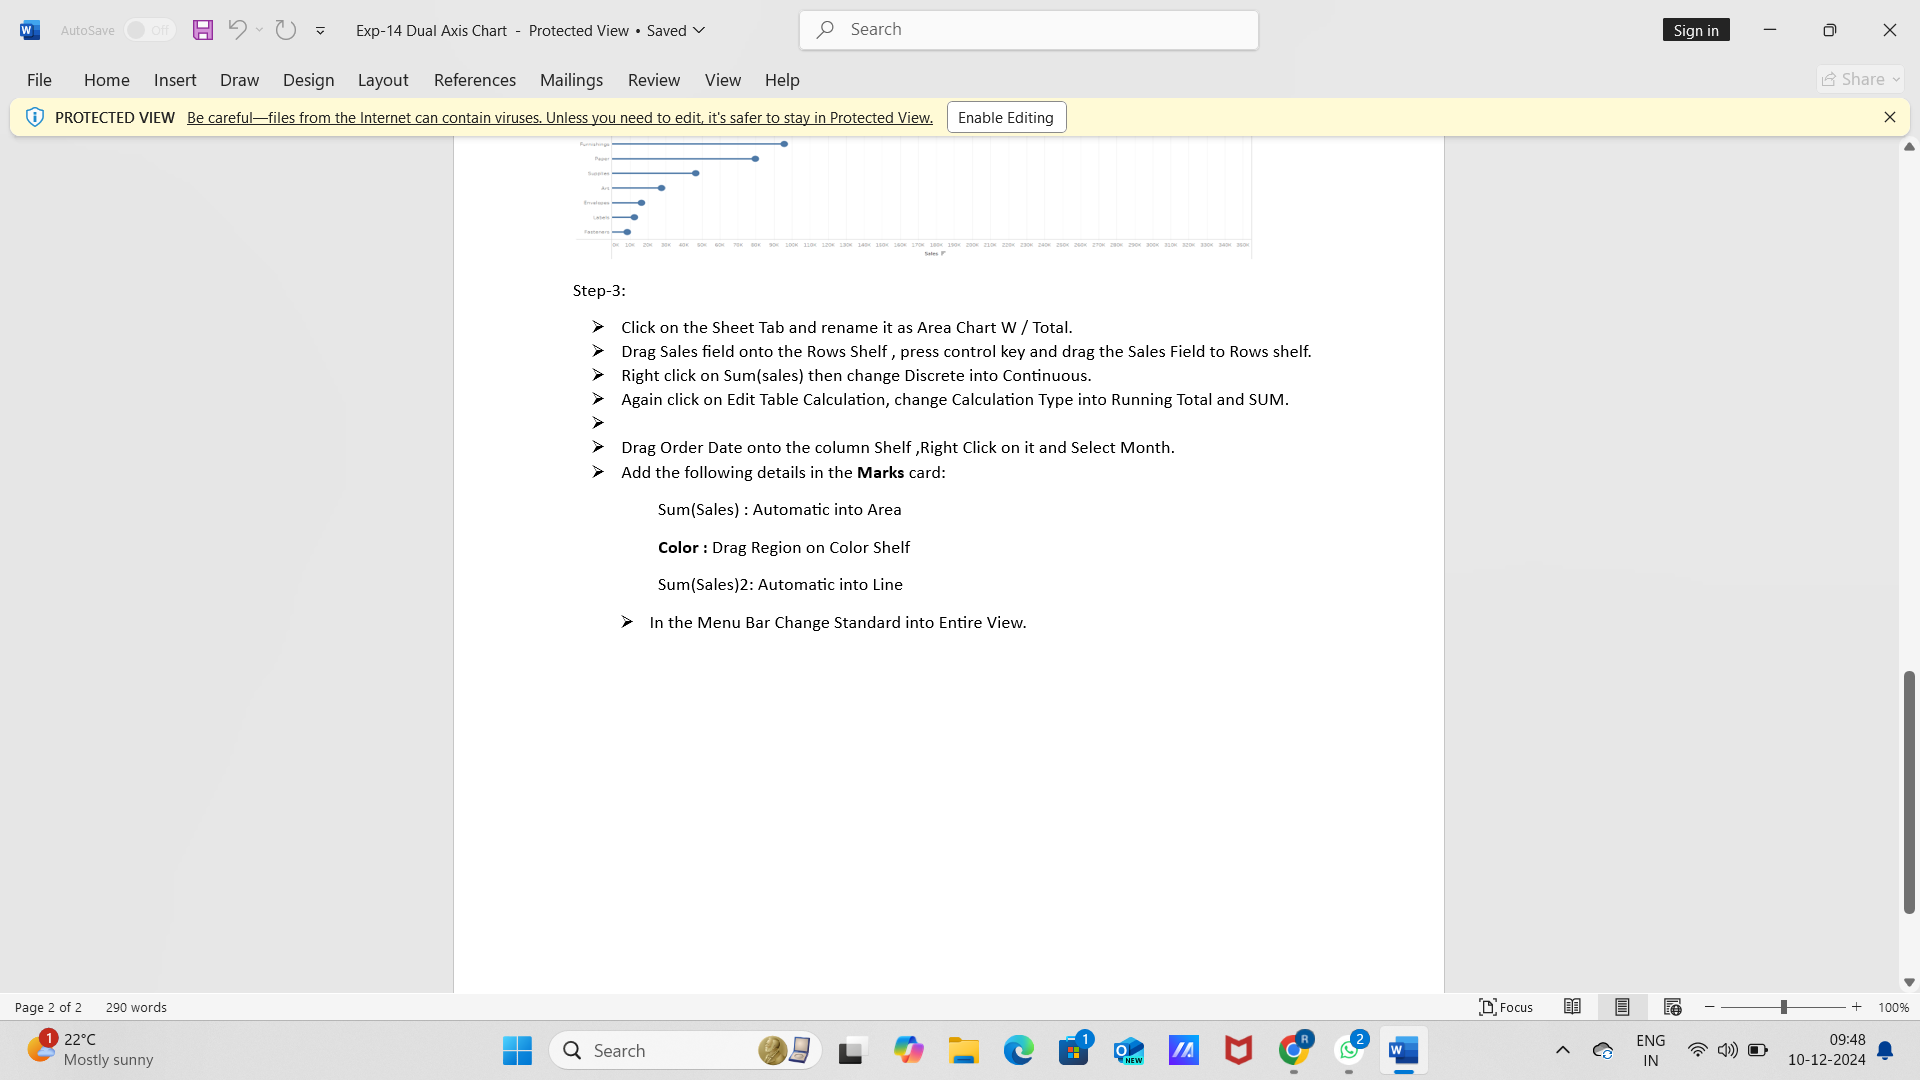 AutoSave Off Exp-14 Dual Axis Chart - Protected View • Saved Search Sign in
File Home Insert Draw Design Layout References Mailings Review View Help Share
PROTECTED VIEW Be careful—files from the Internet can contain viruses. Unless you need to edit, it's safer to stay in Protected View. Enable Editing
Furnishings
Paper
Supplies
Art
Envelopes
Labels
Fasteners
0K 10K 20K 30K 40K 50K 60K 70K 80K 90K 100K 110K 120K 130K 140K 150K 160K 170K 180K 190K 200K 210K 220K 230K 240K 250K 260K 270K 280K 290K 300K 310K 320K 330K 340K 350K
Sales
Step-3:
➢ Click on the Sheet Tab and rename it as Area Chart W / Total.
➢ Drag Sales field onto the Rows Shelf , press control key and drag the Sales Field to Rows shelf.
➢ Right click on Sum(sales) then change Discrete into Continuous.
➢ Again click on Edit Table Calculation, change Calculation Type into Running Total and SUM.
➢
➢ Drag Order Date onto the column Shelf ,Right Click on it and Select Month.
➢ Add the following details in the Marks card:
Sum(Sales) : Automatic into Area
Color : Drag Region on Color Shelf
Sum(Sales)2: Automatic into Line
➢ In the Menu Bar Change Standard into Entire View.
Page 2 of 2 290 words Focus 100%
1 22°C
Mostly sunny
Search
1
NEW
R
2
ENG
IN
09:48
10-12-2024